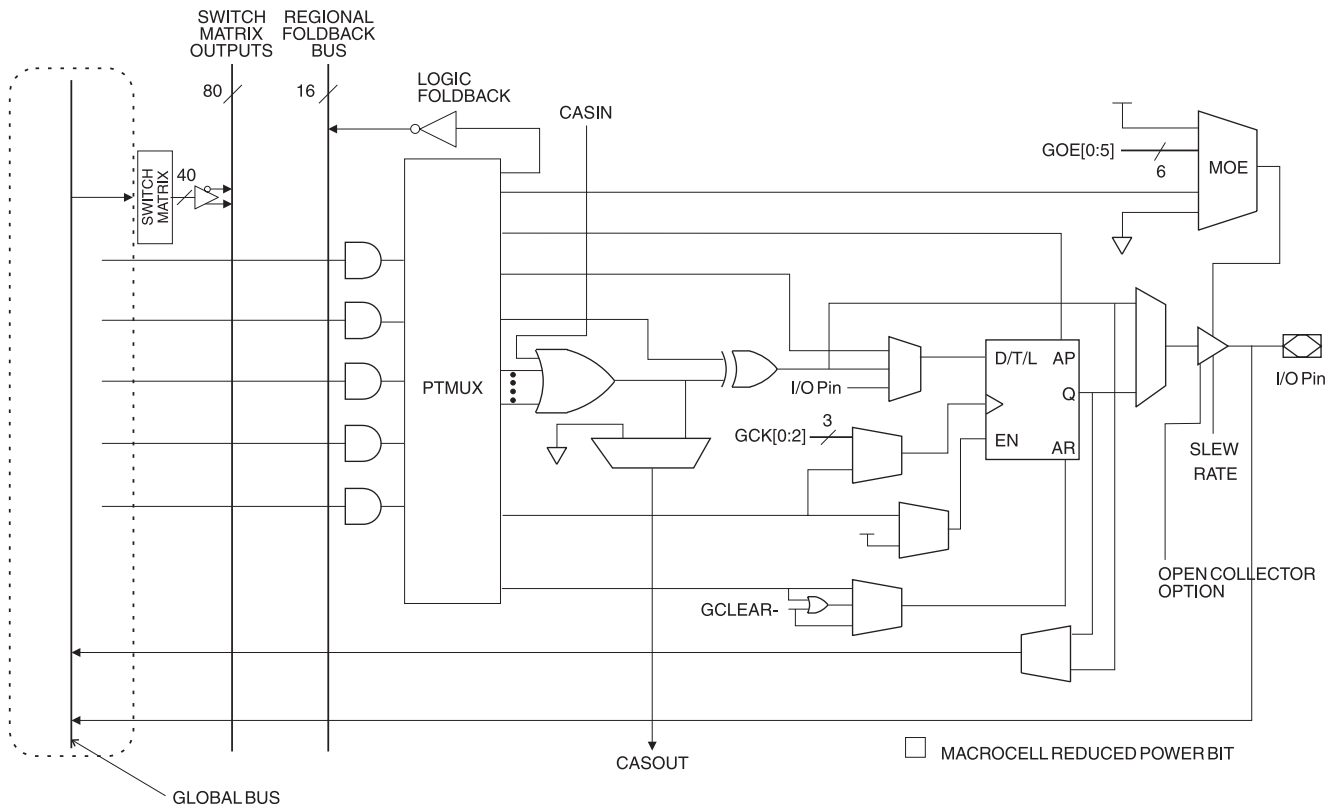 SWITCH
MATRIX
OUTPUTS
REGIONAL
FOLDBACK
BUS
80
16
LOGIC
FOLDBACK
CASIN
GOE[0:5]
6
MOE
SWITCH
MATRIX
40
PTMUX
D/T/L
AP
Q
EN
AR
I/O Pin
I/O Pin
GCK[0:2]
3
SLEW
RATE
OPEN COLLECTOR
OPTION
GCLEAR-
CASOUT
MACROCELL REDUCED POWER BIT
GLOBAL BUS